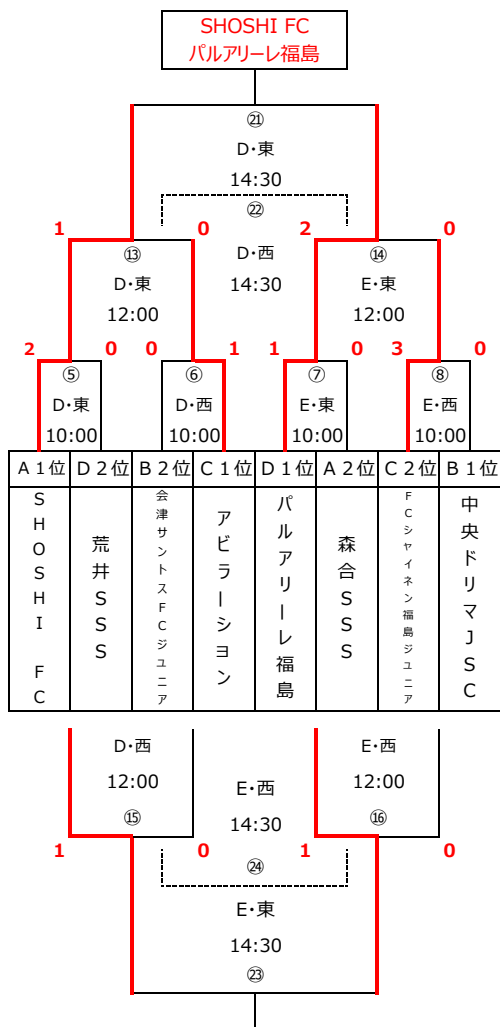 SHOSHI FC
パルアリーレ福島
㉑
D・東
14:30
㉒
1 0 2 0
⑬ D・西 ⑭
D・東 14:30 E・東
12:00 12:00
2 0 0 1 1 0 3 0
⑤ ⑥ ⑦ ⑧
D・東 D・西 E・東 E・西
10:00 10:00 10:00 10:00
A1位 D2位 B2位 C1位 D1位 A2位 C2位 B1位
SHOSHI FC
荒井SSS
会津サントスFCジュニア
アビラーション
パルアリーレ福島
森合SSS
FCシャイネン福島ジュニア
中央ドリマJSC
D・西 E・西
12:00 E・西 12:00
⑮ 14:30 ⑯
1 0 1 0
㉔
E・東
14:30
㉓